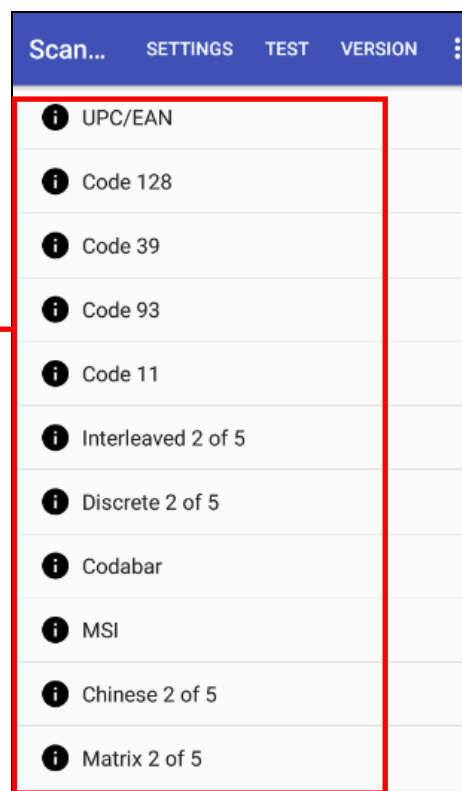 Scan... SETTINGS TEST VERSION
UPC/EAN
Code 128
Code 39
Code 93
Code 11
Interleaved 2 of 5
Discrete 2 of 5
Codabar
MSI
Chinese 2 of 5
Matrix 2 of 5